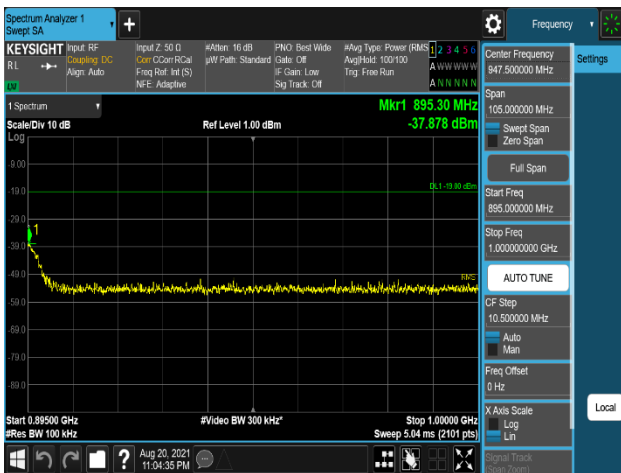 Spectrum Analyzer 1
Swept SA
Frequency
KEYSIGHT
RL
Input: RF
Coupling: DC
Align: Auto
Input Z: 50 Ω
Corr CCorr RCal
Freq Ref: Int (S)
NFE: Adaptive
#Atten: 16 dB
µW Path: Standard
PNO: Best Wide
Gate: Off
IF Gain: Low
Sig Track: Off
#Avg Type: Power (RMS)
Avg|Hold: 100/100
Trig: Free Run
1 2 3 4 5 6
A W W W W W
A N N N N N
1 Spectrum
Scale/Div 10 dB
Log
Ref Level 1.00 dBm
Mkr1 895.30 MHz
-37.878 dBm
-9.00
-19.0
-29.0
-39.0
-49.0
-59.0
-69.0
-79.0
-89.0
DL1 -19.00 dBm
1
RMS
Start 0.89500 GHz
#Res BW 100 kHz
#Video BW 300 kHz*
Stop 1.00000 GHz
Sweep 5.04 ms (2101 pts)
Aug 20, 2021
11:04:35 PM
Center Frequency
947.500000 MHz
Settings
Span
105.000000 MHz
Swept Span
Zero Span
Full Span
Start Freq
895.000000 MHz
Stop Freq
1.000000000 GHz
AUTO TUNE
CF Step
10.500000 MHz
Auto
Man
Freq Offset
0 Hz
X Axis Scale
Log
Lin
Local
Signal Track
(Span Zoom)